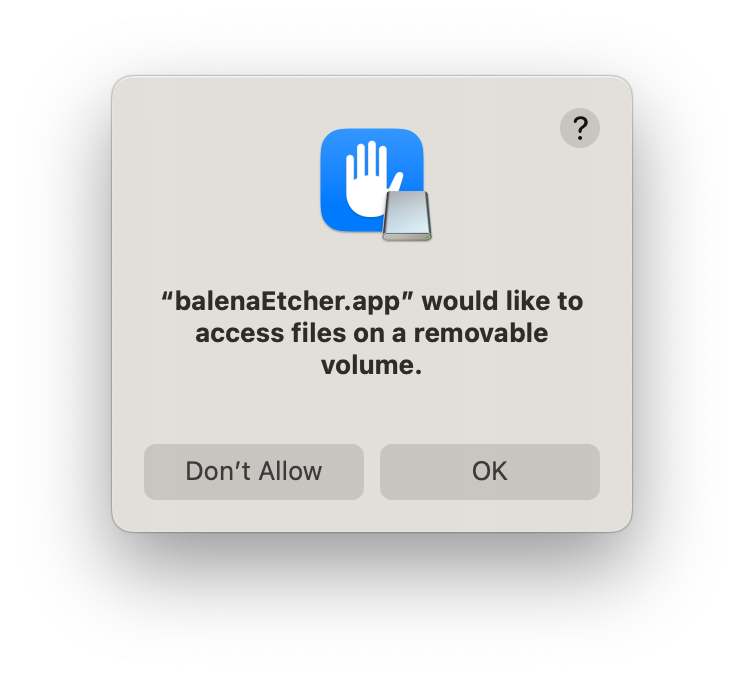 ?
“balenaEtcher.app” would like to
access files on a removable
volume.
Don’t Allow
OK